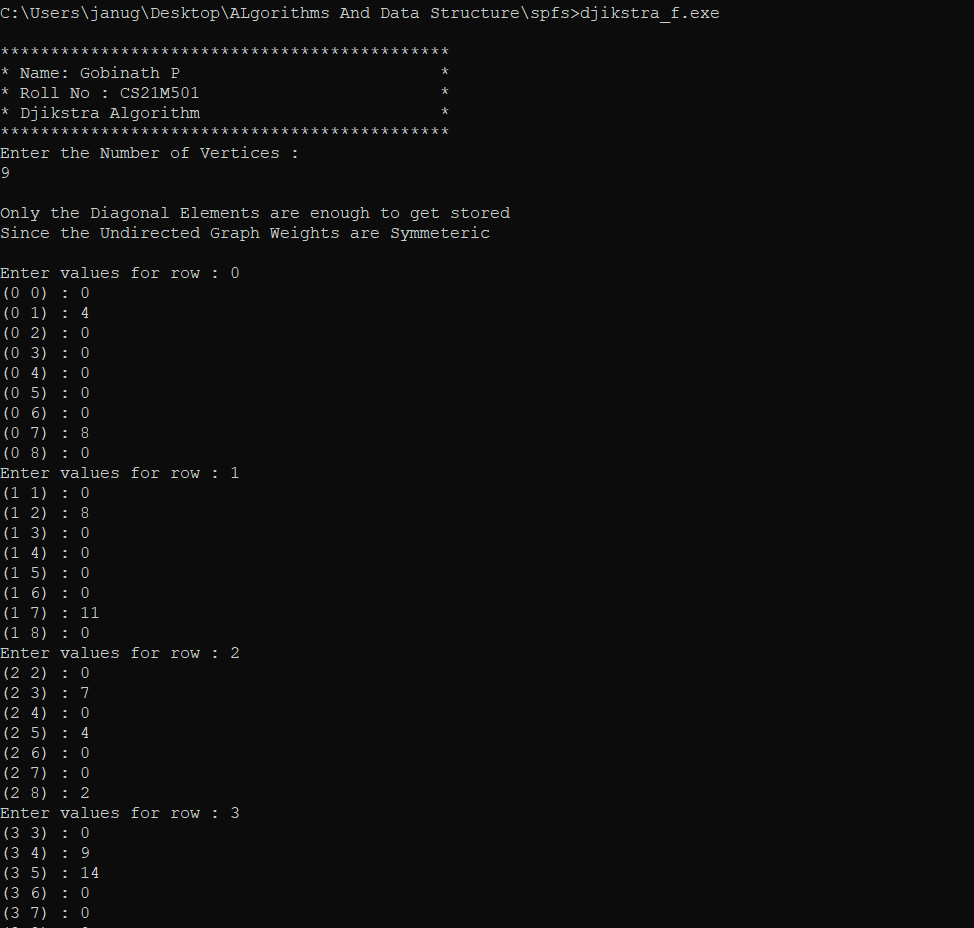 C:\Users\janug\Desktop\ALgorithms And Data Structure\spfs>djikstra_f.exe
*********************************************
* Name: Gobinath P                          *
* Roll No : CS21M501                        *
* Djikstra Algorithm                        *
*********************************************
Enter the Number of Vertices :
9
Only the Diagonal Elements are enough to get stored
Since the Undirected Graph Weights are Symmeteric
Enter values for row : 0
(0 0) : 0
(0 1) : 4
(0 2) : 0
(0 3) : 0
(0 4) : 0
(0 5) : 0
(0 6) : 0
(0 7) : 8
(0 8) : 0
Enter values for row : 1
(1 1) : 0
(1 2) : 8
(1 3) : 0
(1 4) : 0
(1 5) : 0
(1 6) : 0
(1 7) : 11
(1 8) : 0
Enter values for row : 2
(2 2) : 0
(2 3) : 7
(2 4) : 0
(2 5) : 4
(2 6) : 0
(2 7) : 0
(2 8) : 2
Enter values for row : 3
(3 3) : 0
(3 4) : 9
(3 5) : 14
(3 6) : 0
(3 7) : 0